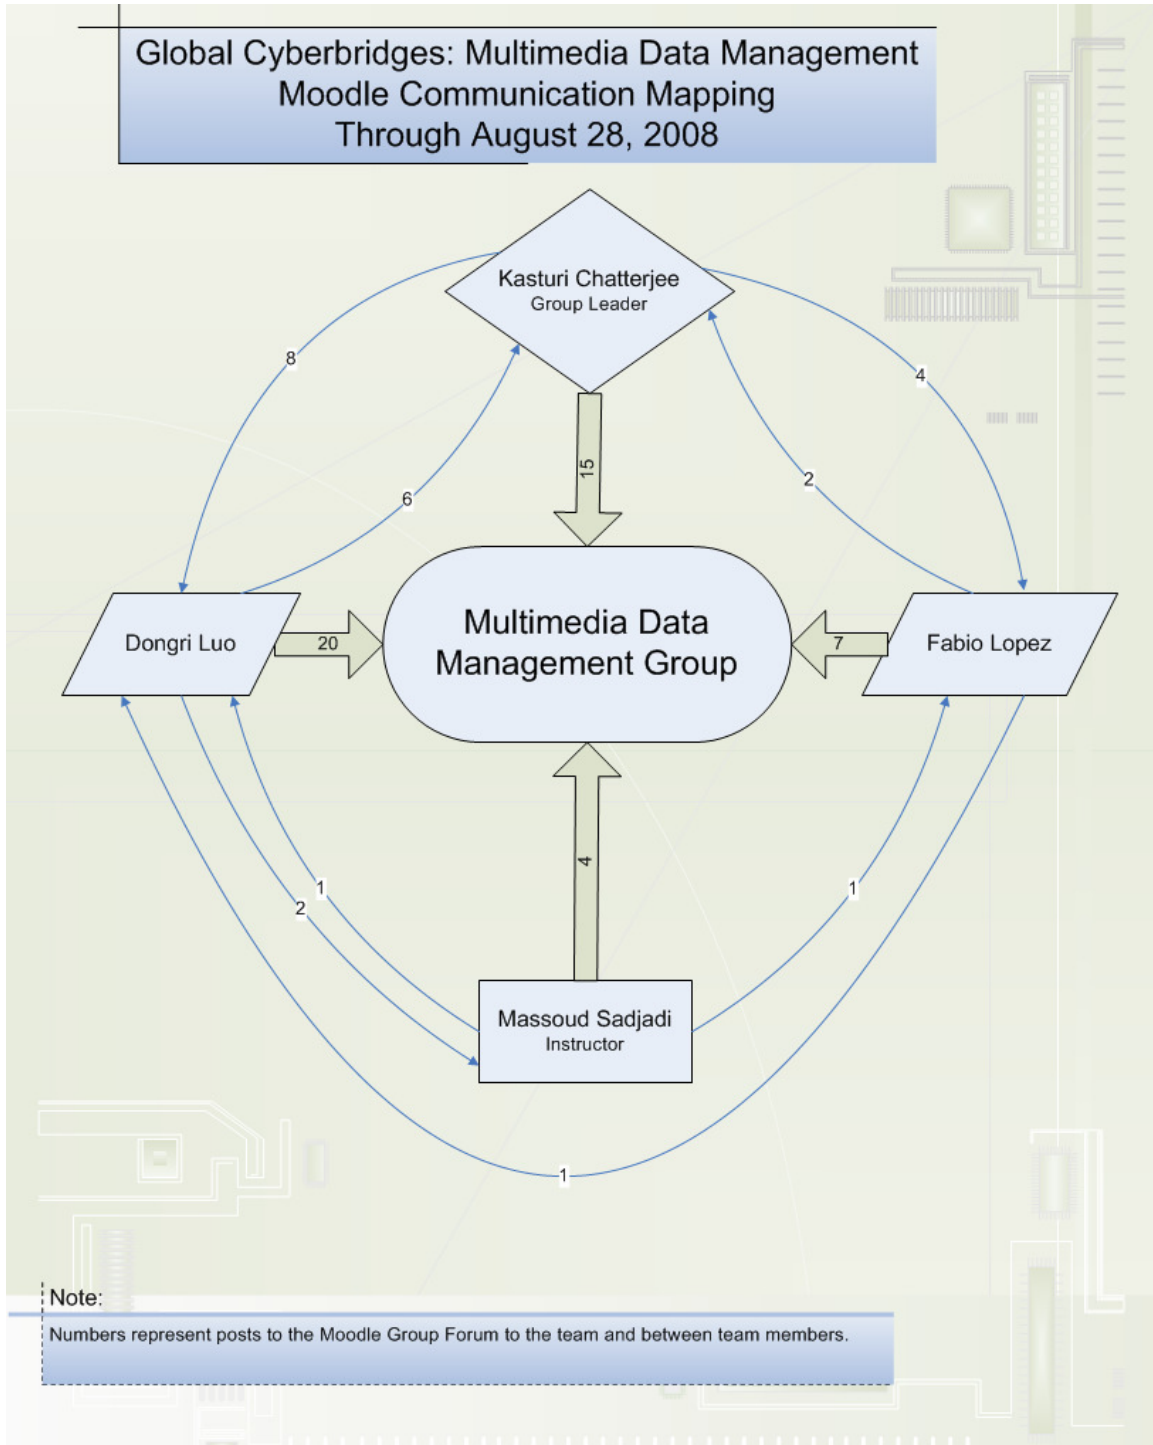 Global Cyberbridges: Multimedia Data Management
Moodle Communication Mapping
Through August 28, 2008
Kasturi Chatterjee
Group Leader
8
4
15
6
2
Multimedia Data
Management Group
Dongri Luo
20
7
Fabio Lopez
4
1
2
1
Massoud Sadjadi
Instructor
1
Note:
Numbers represent posts to the Moodle Group Forum to the team and between team members.